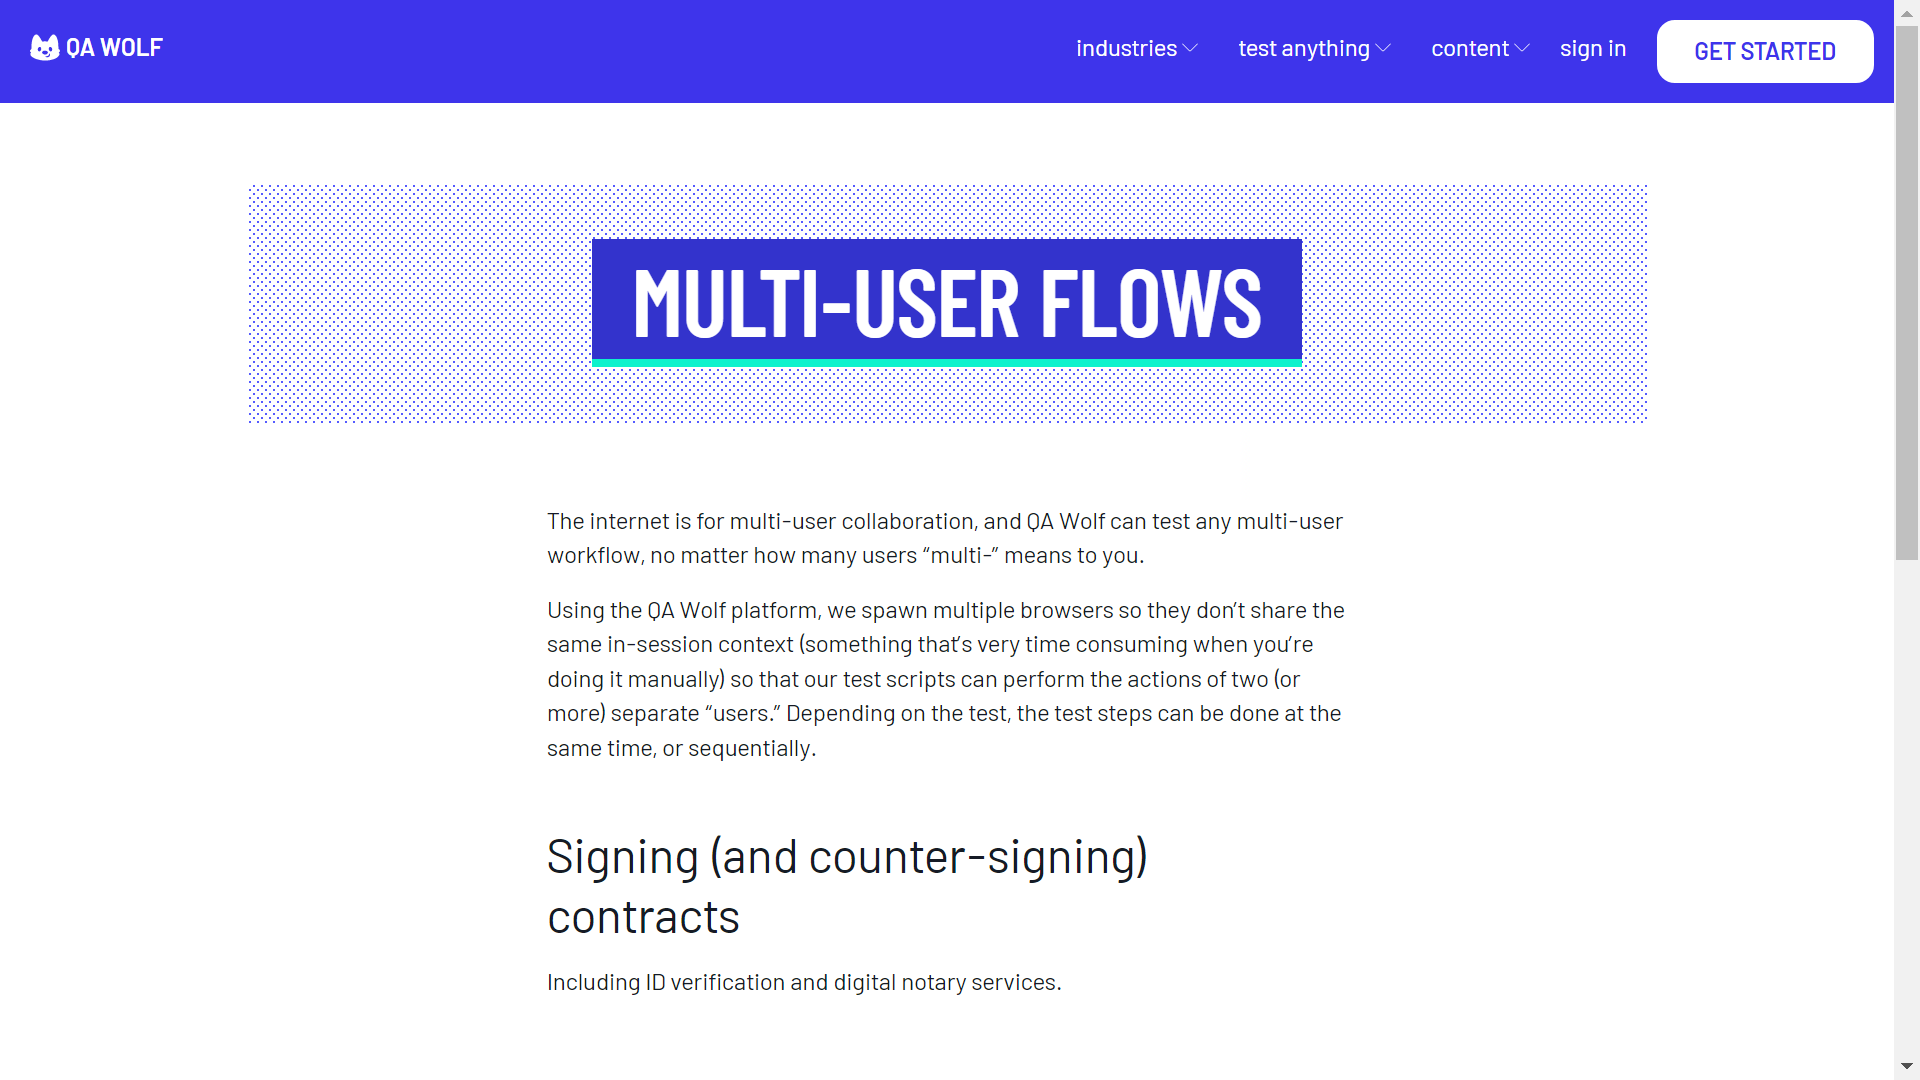 QA WOLF
industries
test anything
content
sign in
GET STARTED
MULTI-USER FLOWS
The internet is for multi-user collaboration, and QA Wolf can test any multi-user
workflow, no matter how many users “multi-” means to you.
Using the QA Wolf platform, we spawn multiple browsers so they don’t share the
same in-session context (something that’s very time consuming when you’re
doing it manually) so that our test scripts can perform the actions of two (or
more) separate “users.” Depending on the test, the test steps can be done at the
same time, or sequentially.
Signing (and counter-signing)
contracts
Including ID verification and digital notary services.